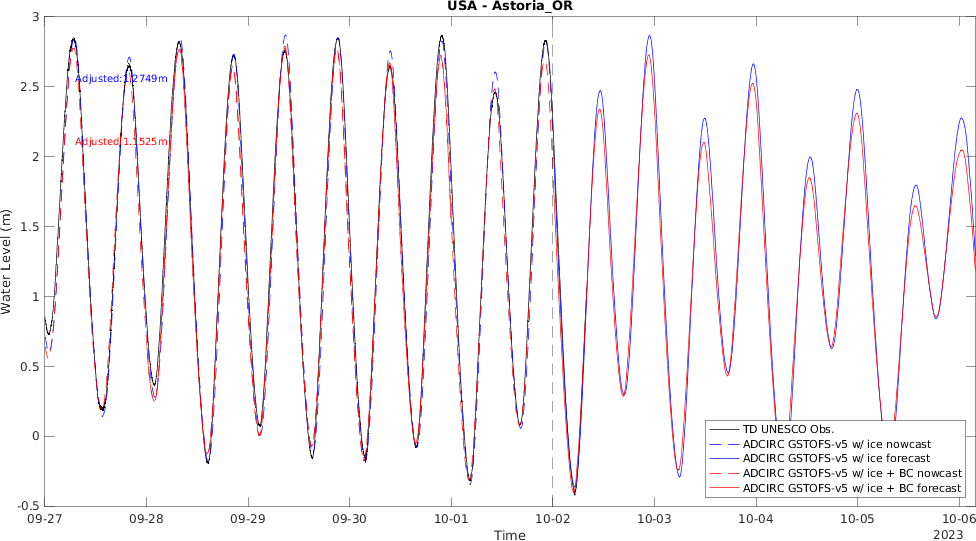 USA - Astoria_OR
3
2.5
2
1.5
1
0.5
0
-0.5
Water Level (m)
Adjusted:1.2749m
Adjusted:1.1525m
TD UNESCO Obs.
ADCIRC GSTOFS-v5 w/ ice nowcast
ADCIRC GSTOFS-v5 w/ ice forecast
ADCIRC GSTOFS-v5 w/ ice + BC nowcast
ADCIRC GSTOFS-v5 w/ ice + BC forecast
09-27 09-28 09-29 09-30 10-01 10-02 10-03 10-04 10-05 10-06
Time
2023